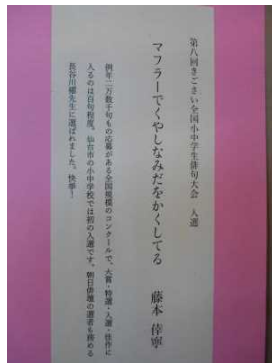 第八回きごさい全国小中学生俳句大会　入選
マフラーでくやしなみだをかくしてる　藤本倖寧
例年二万数千句もの応募がある全国規模のコンクールで、大賞・特選・入選・佳作に
入るのは百句程度。仙台市の小中学校では初の入選です。朝日俳壇の選者も務める
長谷川櫂先生に選ばれました。快挙！